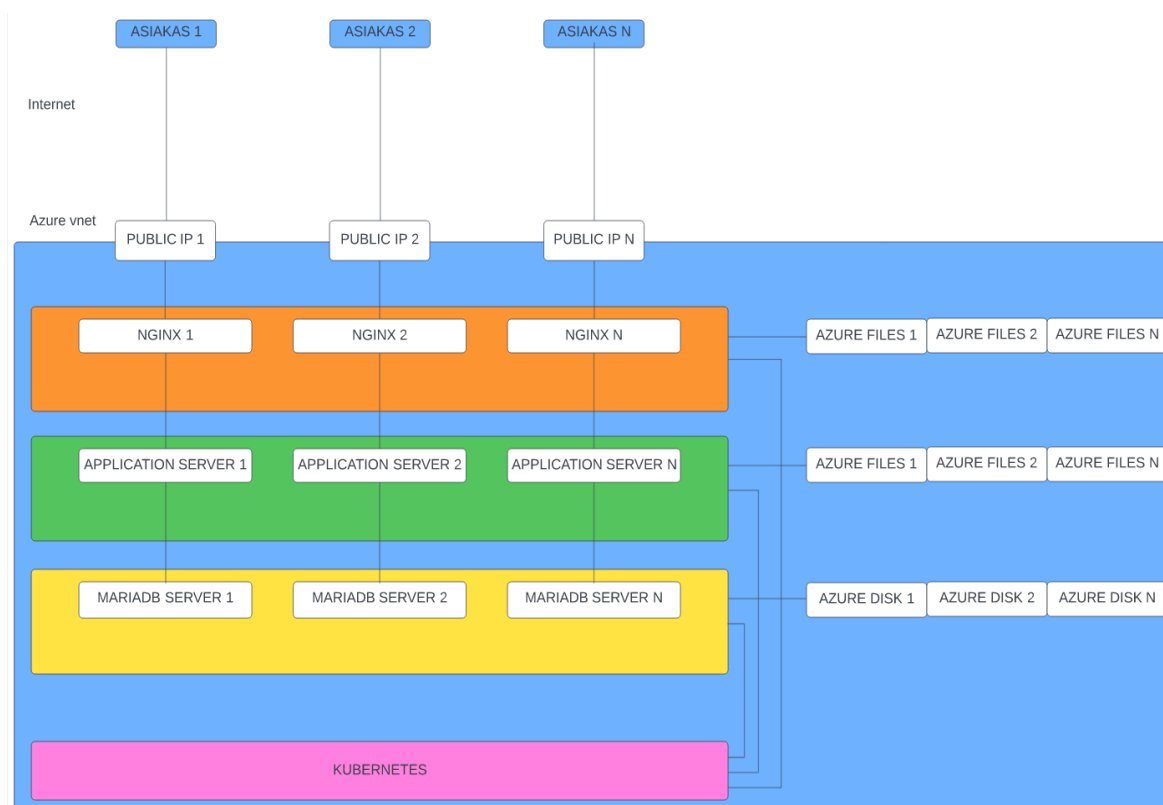 ASIAKAS 1
ASIAKAS 2
ASIAKAS N
Internet
Azure vnet
PUBLIC IP 1
PUBLIC IP 2
PUBLIC IP N
NGINX 1
NGINX 2
NGINX N
AZURE FILES 1
AZURE FILES 2
AZURE FILES N
APPLICATION SERVER 1
APPLICATION SERVER 2
APPLICATION SERVER N
AZURE FILES 1
AZURE FILES 2
AZURE FILES N
MARIADB SERVER 1
MARIADB SERVER 2
MARIADB SERVER N
AZURE DISK 1
AZURE DISK 2
AZURE DISK N
KUBERNETES